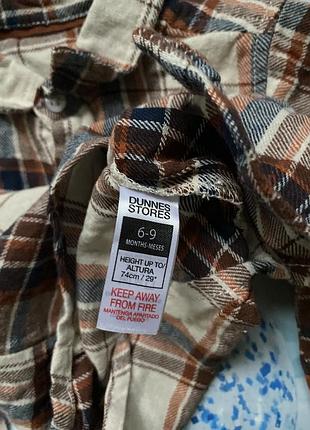 DUNNES
STORES
6-9
MONTHS-MESES
HEIGHT UP TO/
ALTURA
74cm / 29"
KEEP AWAY
FROM FIRE
MANTENGA APARTADO
DEL FUEGO